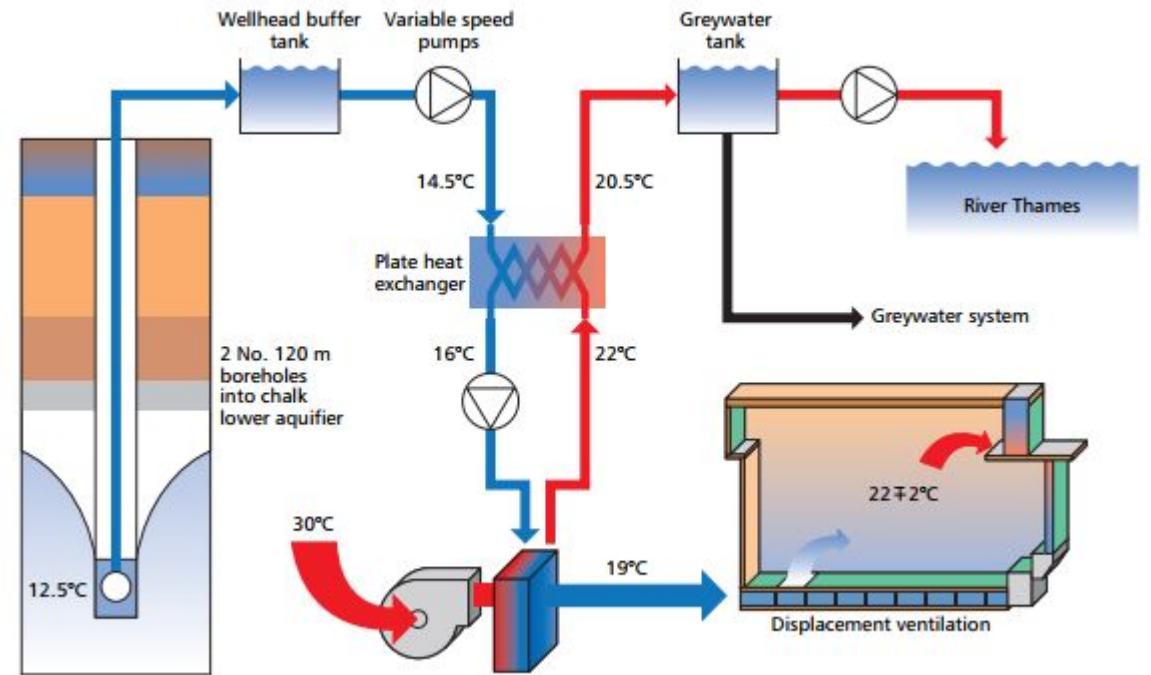 Wellhead buffer
tank
Variable speed
pumps
Greywater
tank
14.5°C
20.5°C
River Thames
Plate heat
exchanger
Greywater system
16°C
22°C
2 No. 120 m
boreholes
into chalk
lower aquifier
22∓2°C
30°C
19°C
12.5°C
Displacement ventilation